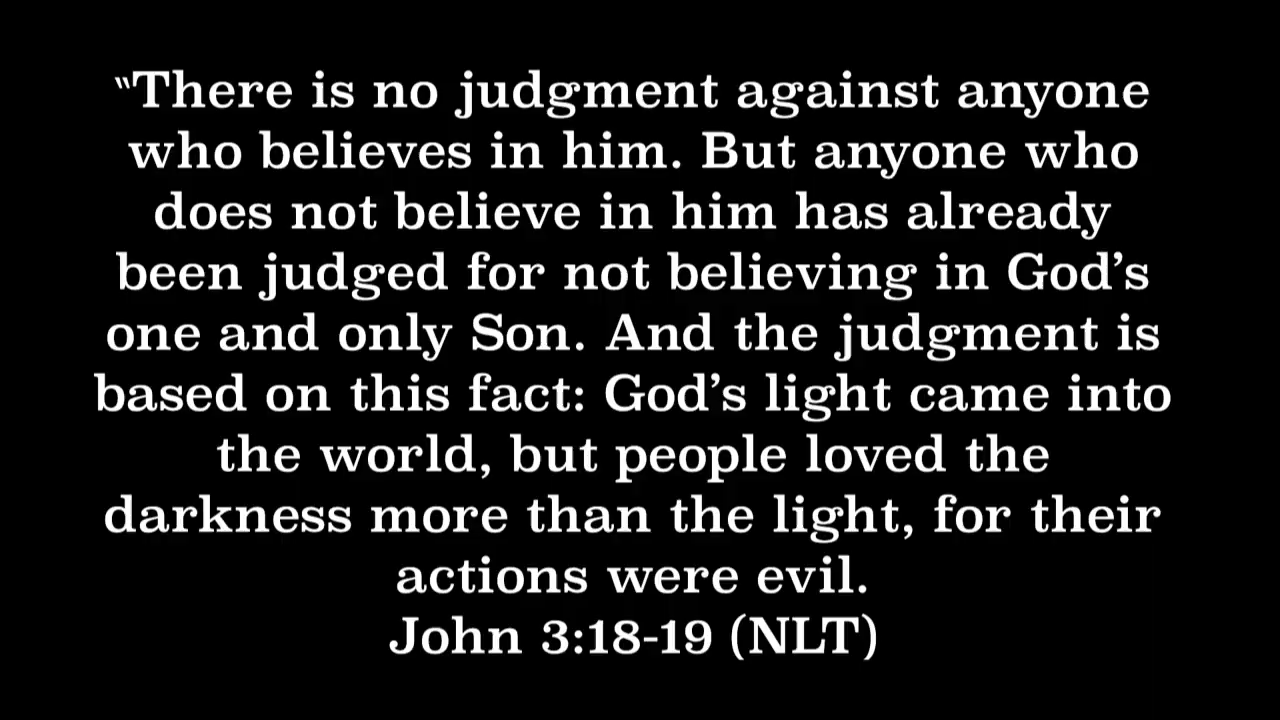 “There is no judgment against anyone
who believes in him. But anyone who
does not believe in him has already
been judged for not believing in God’s
one and only Son. And the judgment is
based on this fact: God’s light came into
the world, but people loved the
darkness more than the light, for their
actions were evil.
John 3:18-19 (NLT)